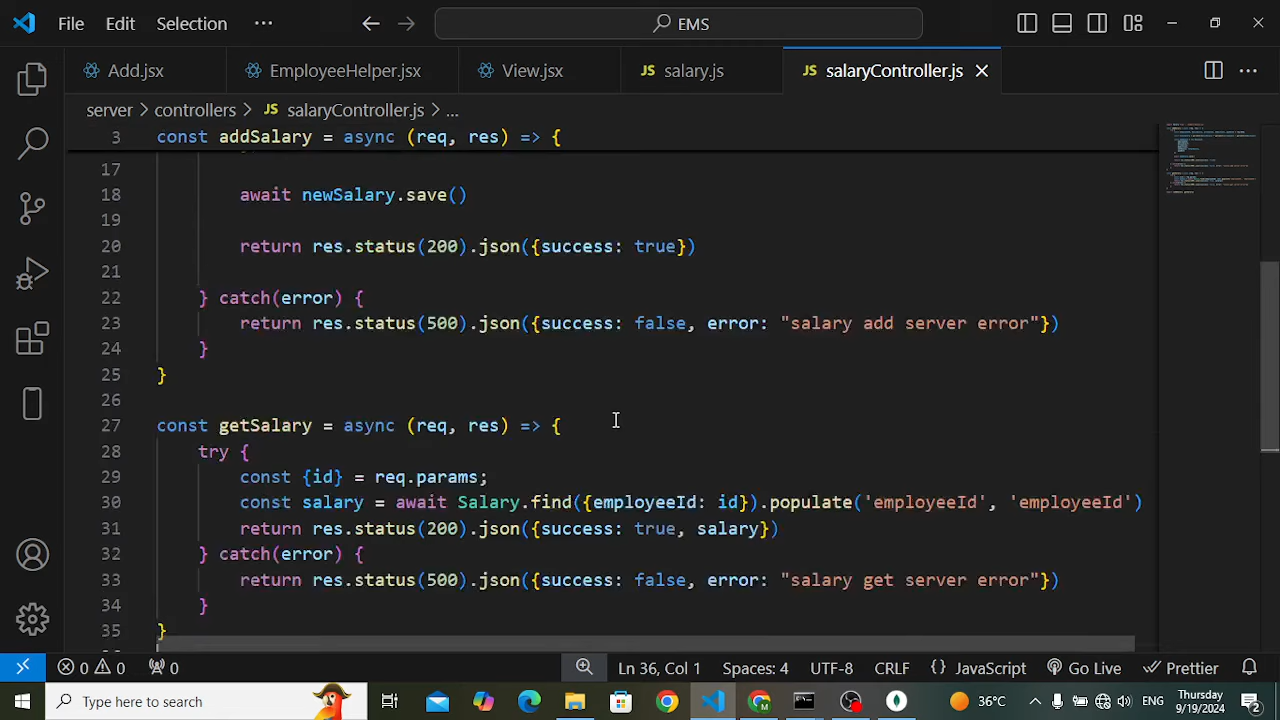 File Edit Selection ··· EMS
Add.jsx EmployeeHelper.jsx View.jsx JS salary.js JS salaryController.js
server > controllers > JS salaryController.js > ...
3 const addSalary = async (req, res) => {
17
18 await newSalary.save()
19
20 return res.status(200).json({success: true})
21
22 } catch(error) {
23 return res.status(500).json({success: false, error: "salary add server error"})
24 }
25 }
26
27 const getSalary = async (req, res) => {
28 try {
29 const {id} = req.params;
30 const salary = await Salary.find({employeeId: id}).populate('employeeId', 'employeeId')
31 return res.status(200).json({success: true, salary})
32 } catch(error) {
33 return res.status(500).json({success: false, error: "salary get server error"})
34 }
35 }
0 0 0 Ln 36, Col 1 Spaces: 4 UTF-8 CRLF {} JavaScript Go Live Prettier
Type here to search 36°C ENG Thursday
9/19/2024 2